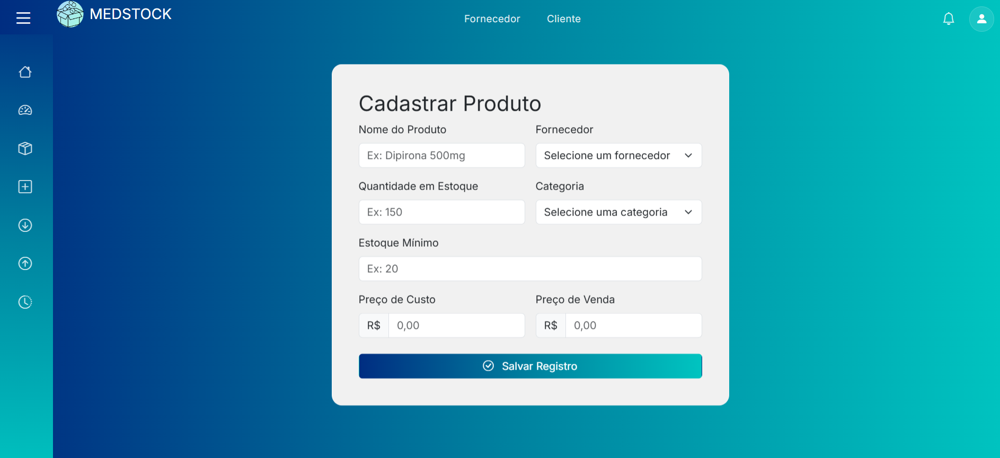 MEDSTOCK
Fornecedor Cliente
Cadastrar Produto
Nome do Produto Fornecedor
Ex: Dipirona 500mg Selecione um fornecedor
Quantidade em Estoque Categoria
Ex: 150 Selecione uma categoria
Estoque Mínimo
Ex: 20
Preço de Custo Preço de Venda
R$ 0,00 R$ 0,00
Salvar Registro